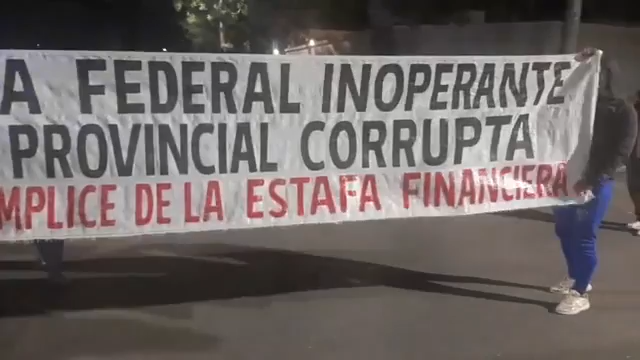 A FEDERAL INOPERANTE
PROVINCIAL CORRUPTA
MPLICE DE LA ESTAFA FINANCIERA